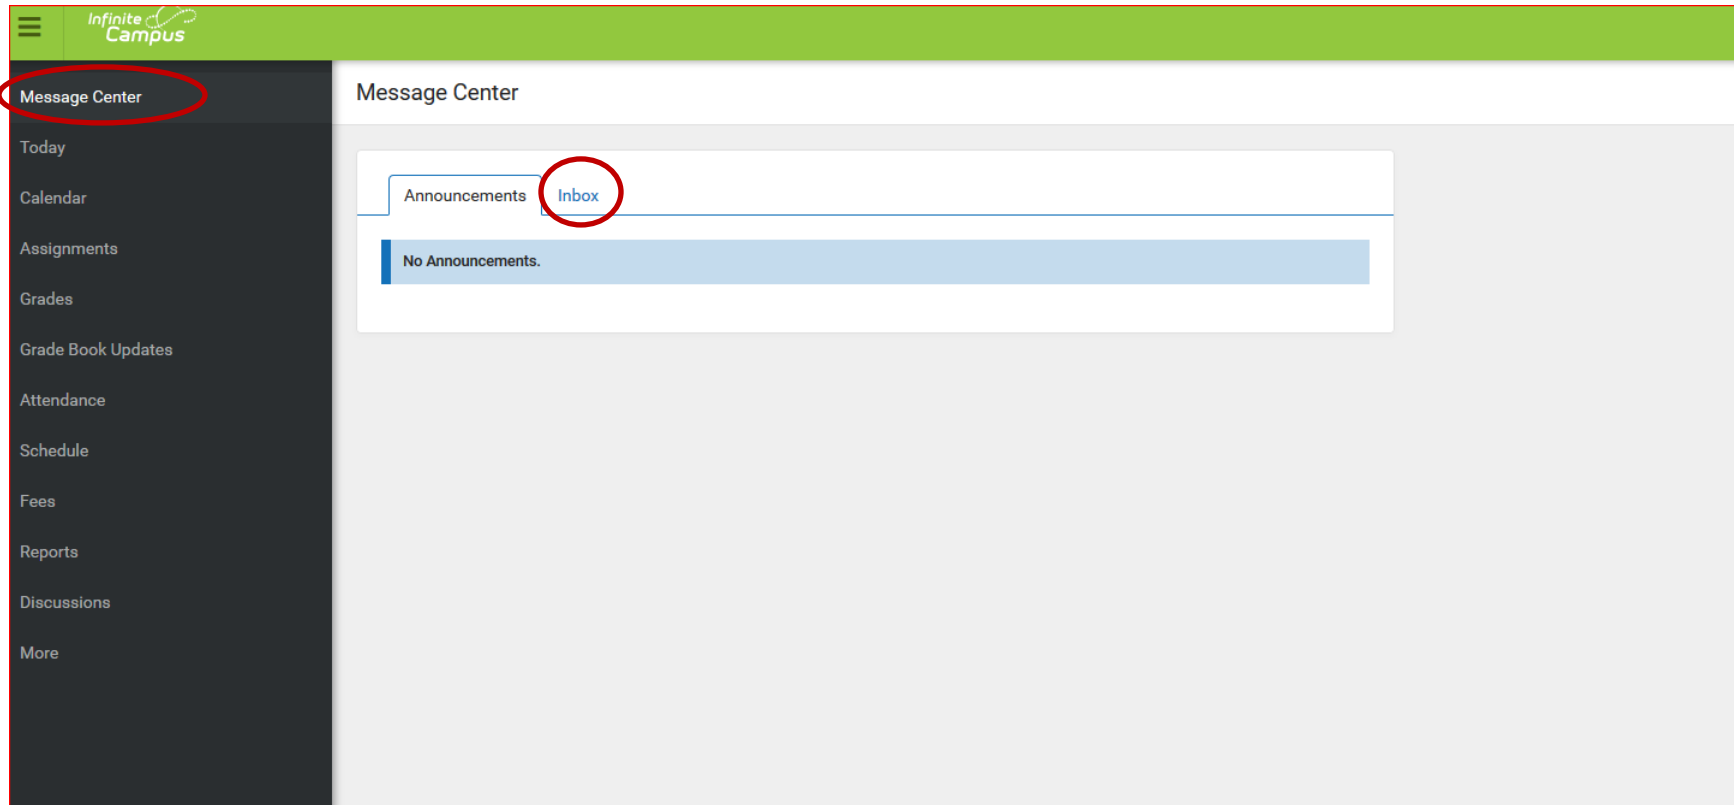 Infinite
Campus
Message Center
Today
Calendar
Assignments
Grades
Grade Book Updates
Attendance
Schedule
Fees
Reports
Discussions
More
Message Center
Announcements Inbox
No Announcements.